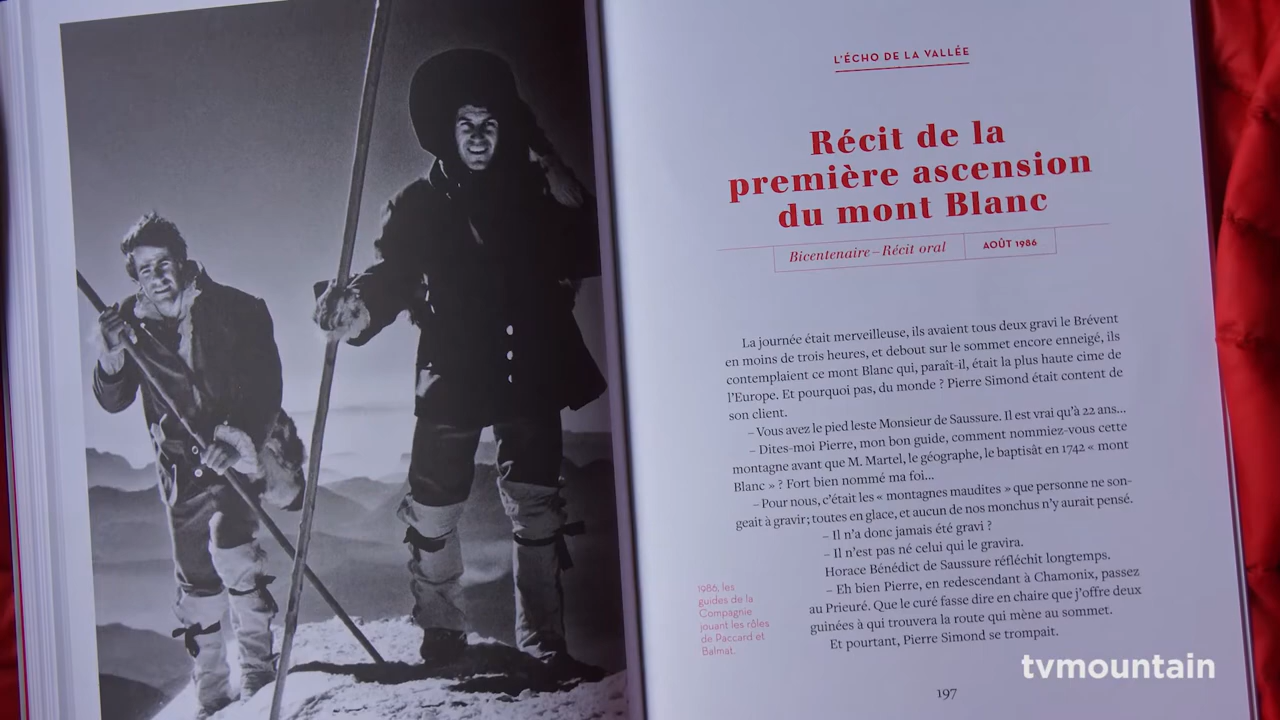 L'ÉCHO DE LA VALLÉE
Récit de la
première ascension
du mont Blanc
Bicentenaire – Récit oral
AOÛT 1986
La journée était merveilleuse, ils avaient tous deux gravi le Brévent
en moins de trois heures, et debout sur le sommet encore enneigé, ils
contemplaient ce mont Blanc qui, paraît-il, était la plus haute cime de
l'Europe. Et pourquoi pas, du monde ? Pierre Simond était content de
son client.
– Vous avez le pied leste Monsieur de Saussure. Il est vrai qu'à 22 ans...
– Dites-moi Pierre, mon bon guide, comment nommiez-vous cette
montagne avant que M. Martel, le géographe, le baptisât en 1742 « mont
Blanc » ? Fort bien nommé ma foi...
– Pour nous, c'était les « montagnes maudites » que personne ne son-
geait à gravir ; toutes en glace, et aucun de nos monchus n'y aurait pensé.
– Il n'a donc jamais été gravi ?
– Il n'est pas né celui qui le gravira.
Horace Bénédict de Saussure réfléchit longtemps.
– Eh bien Pierre, en redescendant à Chamonix, passez
au Prieuré. Que le curé fasse dire en chaire que j'offre deux
guinées à qui trouvera la route qui mène au sommet.
Et pourtant, Pierre Simond se trompait.
1986, les
guides de la
Compagnie
jouant les rôles
de Paccard et
Balmat.
197
tvmountain